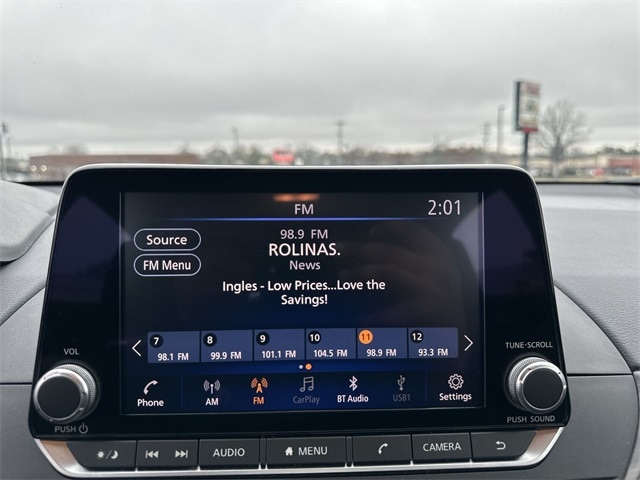 FM
2:01
98.9 FM
Source
ROLINAS.
FM Menu
News
Ingles - Low Prices...Love the
Savings!
7 8 9 10 11 12
98.1 FM 99.9 FM 101.1 FM 104.5 FM 98.9 FM 93.3 FM
Phone AM FM CarPlay BT Audio USB1 Settings
VOL
TUNE·SCROLL
PUSH
PUSH SOUND
AUDIO MENU CAMERA